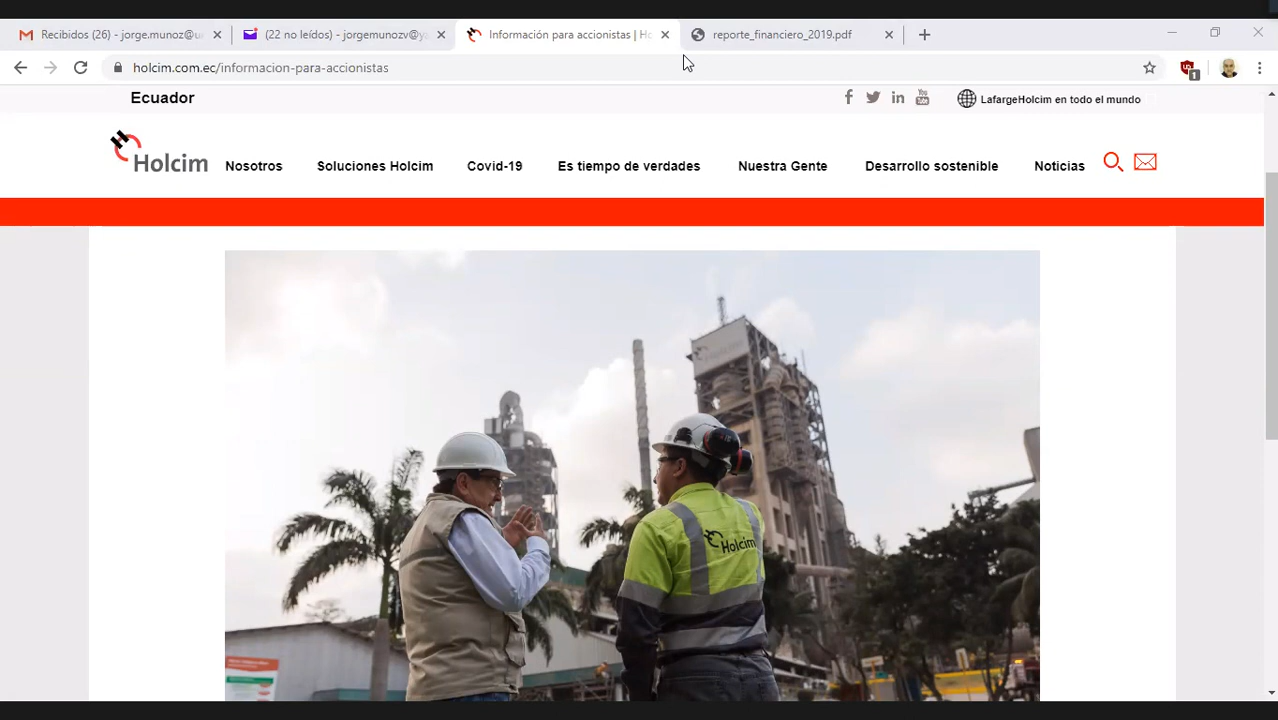 Recibidos (26) - jorge.munoz@u
(22 no leídos) - jorgemunozv@y
Información para accionistas | Ho
reporte_financiero_2019.pdf
holcim.com.ec/informacion-para-accionistas
1
Ecuador
LafargeHolcim en todo el mundo
Holcim
Nosotros
Soluciones Holcim
Covid-19
Es tiempo de verdades
Nuestra Gente
Desarrollo sostenible
Noticias
Holcim